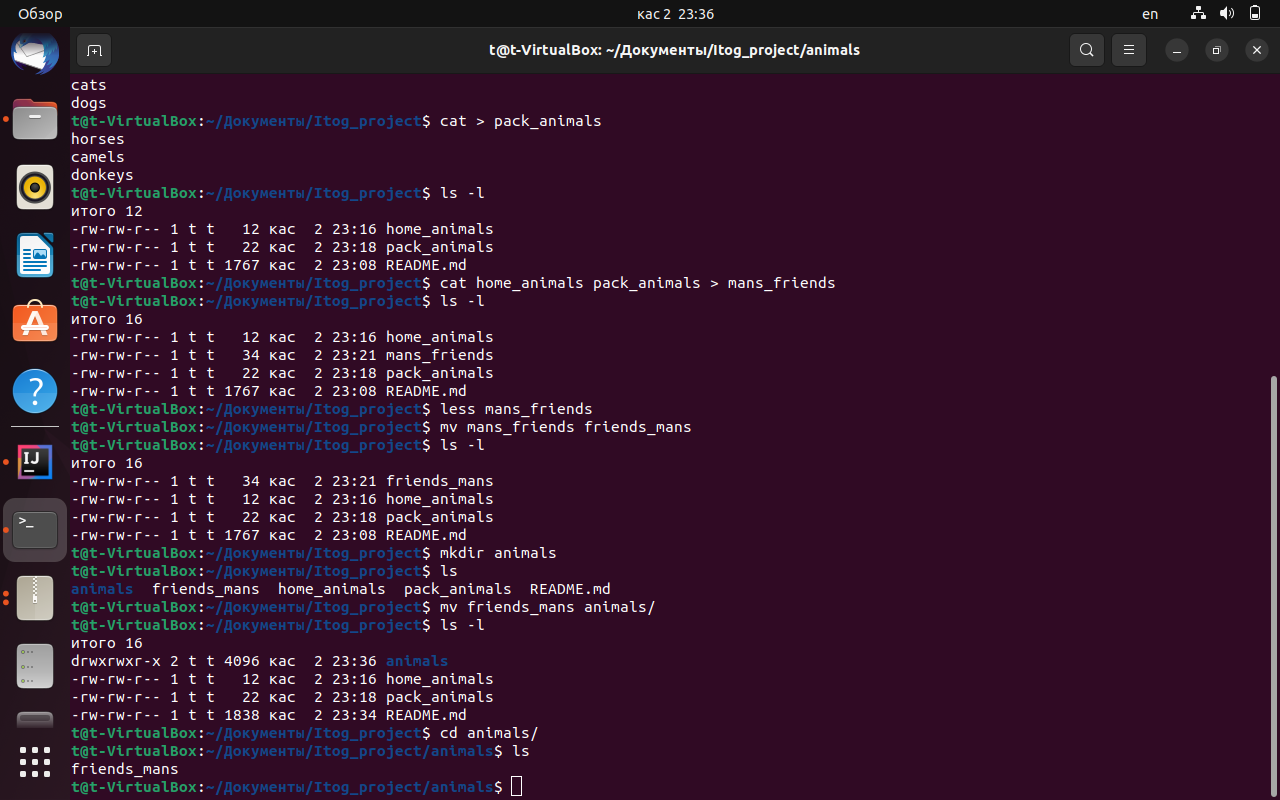 Обзор
кас 2 23:36
en
t@t-VirtualBox: ~/Документы/Itog_project/animals
cats
dogs
t@t-VirtualBox:~/Документы/Itog_project$ cat > pack_animals
horses
camels
donkeys
t@t-VirtualBox:~/Документы/Itog_project$ ls -l
итого 12
-rw-rw-r-- 1 t t   12 кас  2 23:16 home_animals
-rw-rw-r-- 1 t t   22 кас  2 23:18 pack_animals
-rw-rw-r-- 1 t t 1767 кас  2 23:08 README.md
t@t-VirtualBox:~/Документы/Itog_project$ cat home_animals pack_animals > mans_friends
t@t-VirtualBox:~/Документы/Itog_project$ ls -l
итого 16
-rw-rw-r-- 1 t t   12 кас  2 23:16 home_animals
-rw-rw-r-- 1 t t   34 кас  2 23:21 mans_friends
-rw-rw-r-- 1 t t   22 кас  2 23:18 pack_animals
-rw-rw-r-- 1 t t 1767 кас  2 23:08 README.md
t@t-VirtualBox:~/Документы/Itog_project$ less mans_friends
t@t-VirtualBox:~/Документы/Itog_project$ mv mans_friends friends_mans
t@t-VirtualBox:~/Документы/Itog_project$ ls -l
итого 16
-rw-rw-r-- 1 t t   34 кас  2 23:21 friends_mans
-rw-rw-r-- 1 t t   12 кас  2 23:16 home_animals
-rw-rw-r-- 1 t t   22 кас  2 23:18 pack_animals
-rw-rw-r-- 1 t t 1767 кас  2 23:08 README.md
t@t-VirtualBox:~/Документы/Itog_project$ mkdir animals
t@t-VirtualBox:~/Документы/Itog_project$ ls
animals  friends_mans  home_animals  pack_animals  README.md
t@t-VirtualBox:~/Документы/Itog_project$ mv friends_mans animals/
t@t-VirtualBox:~/Документы/Itog_project$ ls -l
итого 16
drwxrwxr-x 2 t t 4096 кас  2 23:36 animals
-rw-rw-r-- 1 t t   12 кас  2 23:16 home_animals
-rw-rw-r-- 1 t t   22 кас  2 23:18 pack_animals
-rw-rw-r-- 1 t t 1838 кас  2 23:34 README.md
t@t-VirtualBox:~/Документы/Itog_project$ cd animals/
t@t-VirtualBox:~/Документы/Itog_project/animals$ ls
friends_mans
t@t-VirtualBox:~/Документы/Itog_project/animals$
IJ